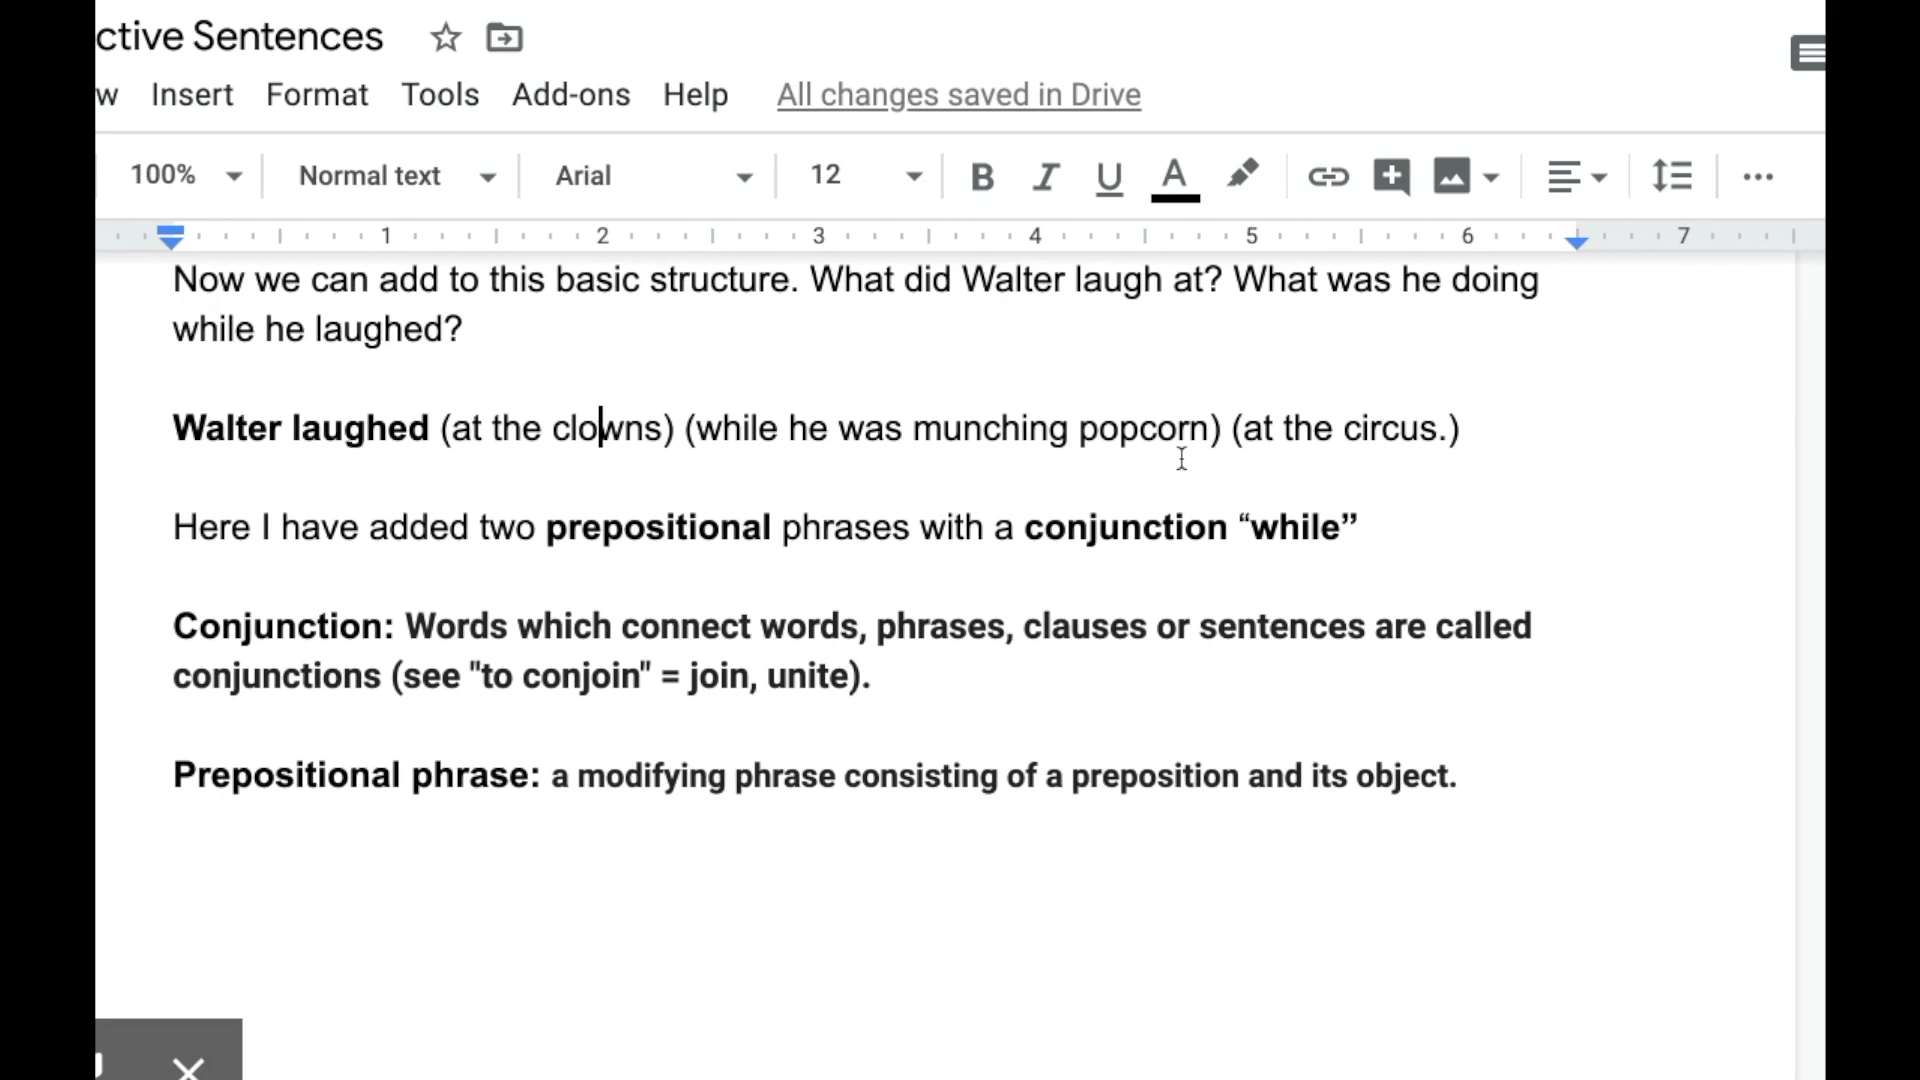 ctive Sentences
w Insert Format Tools Add-ons Help All changes saved in Drive
100% Normal text Arial 12 B I U A
1 2 3 4 5 6 7
Now we can add to this basic structure. What did Walter laugh at? What was he doing
while he laughed?
Walter laughed (at the clowns) (while he was munching popcorn) (at the circus.)
Here I have added two prepositional phrases with a conjunction “while”
Conjunction: Words which connect words, phrases, clauses or sentences are called
conjunctions (see "to conjoin" = join, unite).
Prepositional phrase: a modifying phrase consisting of a preposition and its object.